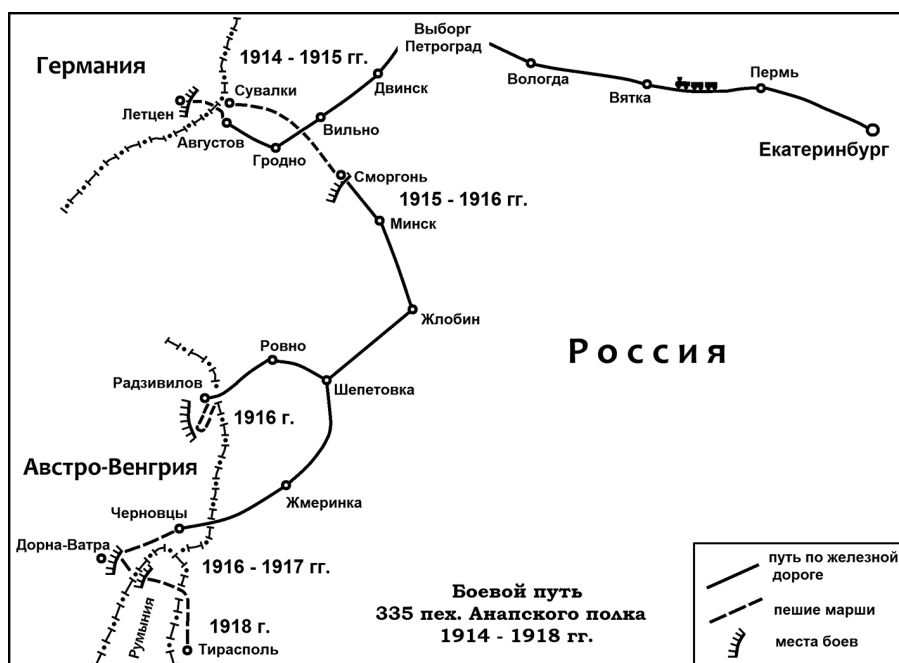 Выборг
Петроград
1914 - 1915 гг.
Германия
Сувалки
Двинск
Вологда
Вятка
Пермь
Летцен
Августов
Вильно
Гродно
Екатеринбург
Сморгонь
1915 - 1916 гг.
Минск
Жлобин
Ровно
Россия
Радзивилов
Шепетовка
1916 г.
Австро-Венгрия
Жмеринка
Черновцы
Дорна-Ватра
1916 - 1917 гг.
Румыния
1918 г.
Тирасполь
Боевой путь
335 пех. Анапского полка
1914 - 1918 гг.
путь по железной
дороге
пешие марши
места боев